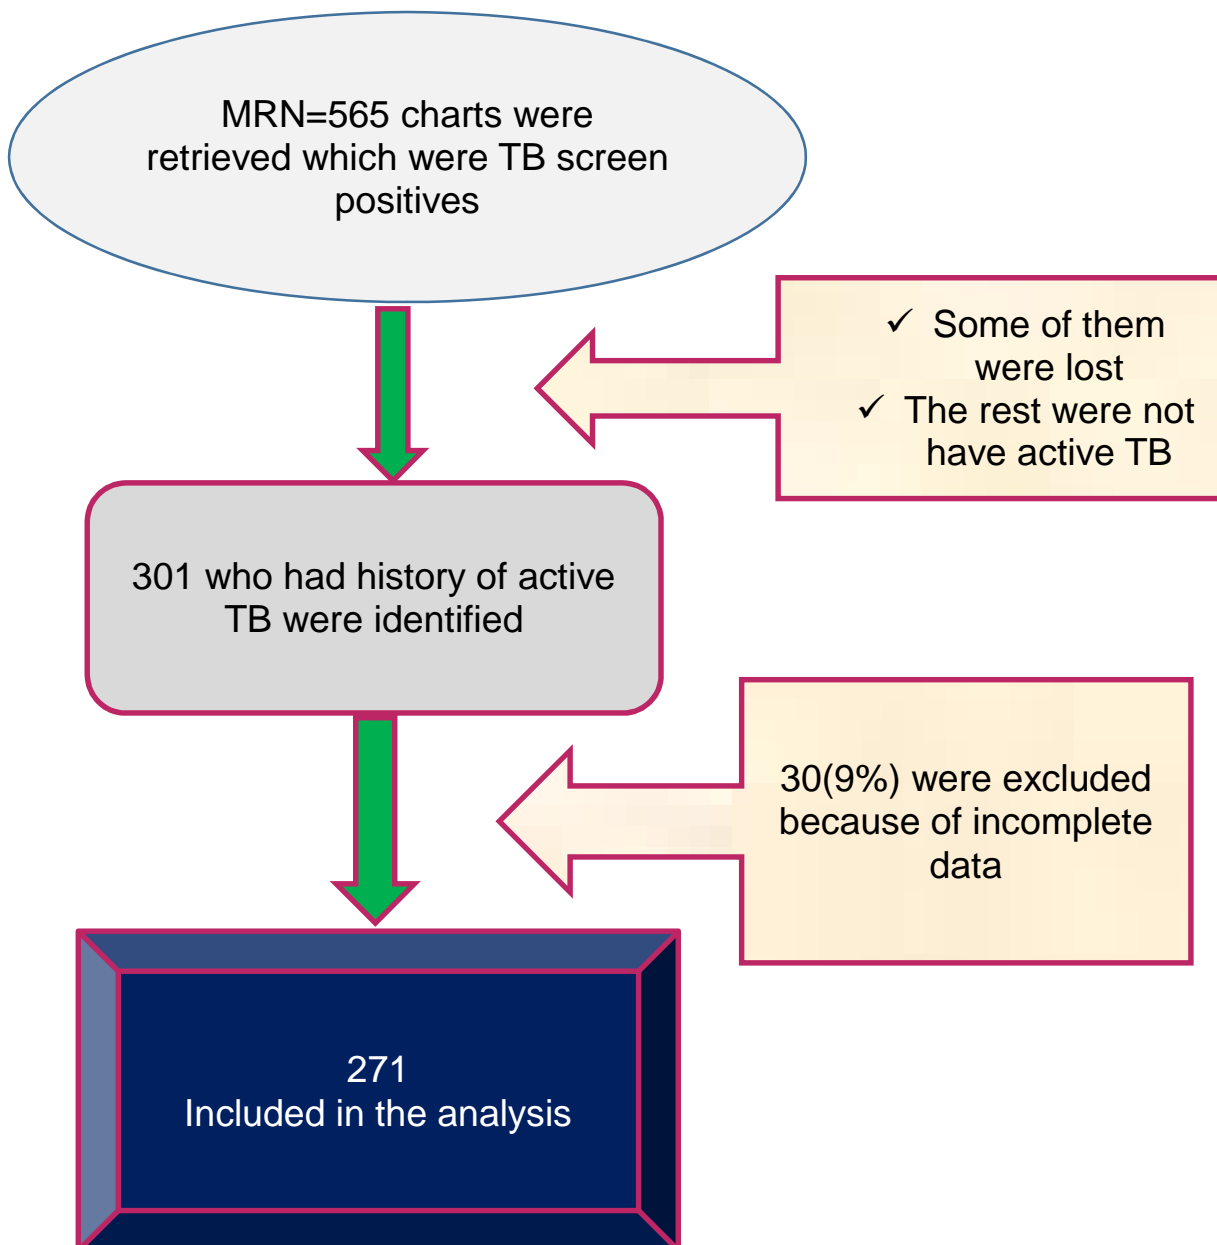 MRN=565 charts were
retrieved which were TB screen
positives
✓ Some of them
were lost
✓ The rest were not
have active TB
301 who had history of active
TB were identified
30(9%) were excluded
because of incomplete
data
271
Included in the analysis